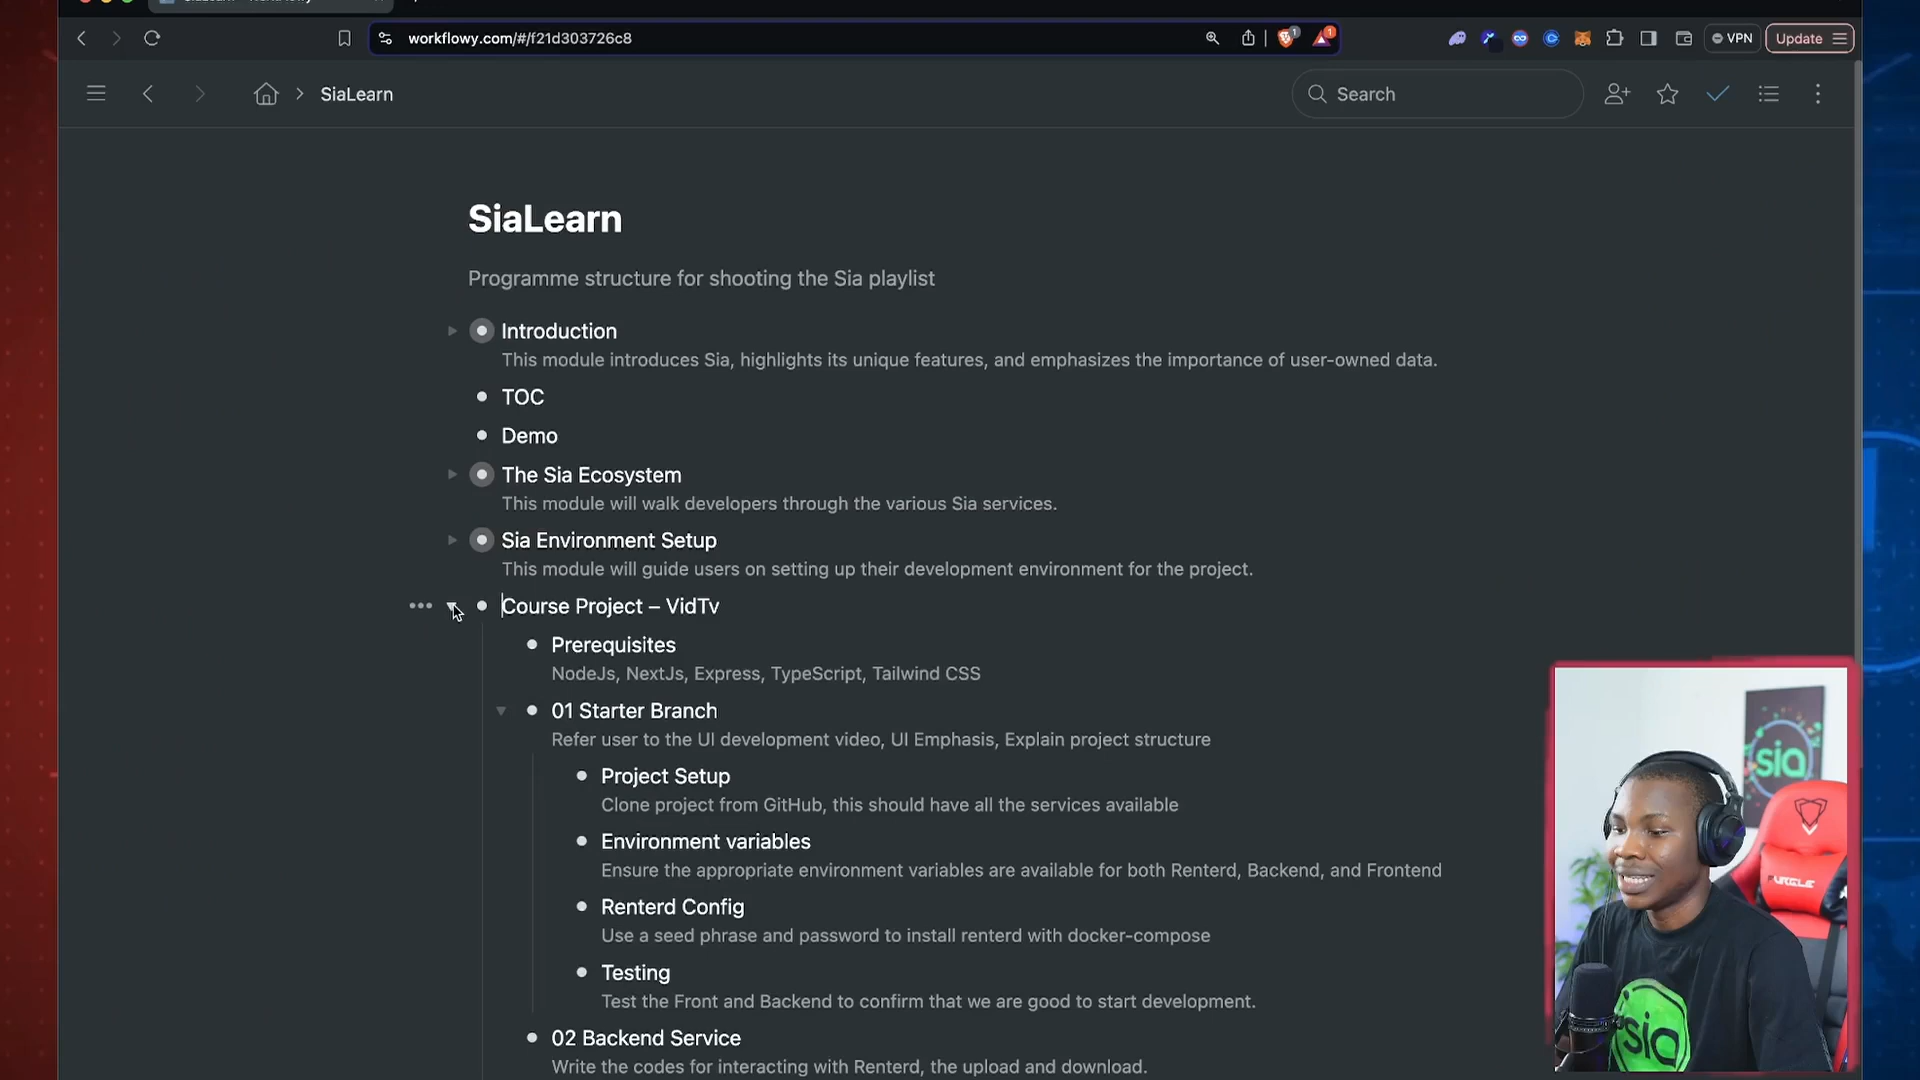 workflowy.com/#/f21d303726c8
1
1
VPN
Update
SiaLearn
Search
SiaLearn
Programme structure for shooting the Sia playlist
Introduction
This module introduces Sia, highlights its unique features, and emphasizes the importance of user-owned data.
TOC
Demo
The Sia Ecosystem
This module will walk developers through the various Sia services.
Sia Environment Setup
This module will guide users on setting up their development environment for the project.
Course Project – VidTv
Prerequisites
NodeJs, NextJs, Express, TypeScript, Tailwind CSS
01 Starter Branch
Refer user to the UI development video, UI Emphasis, Explain project structure
Project Setup
Clone project from GitHub, this should have all the services available
Environment variables
Ensure the appropriate environment variables are available for both Renterd, Backend, and Frontend
Renterd Config
Use a seed phrase and password to install renterd with docker-compose
Testing
Test the Front and Backend to confirm that we are good to start development.
02 Backend Service
Write the codes for interacting with Renterd, the upload and download.
sia
sia